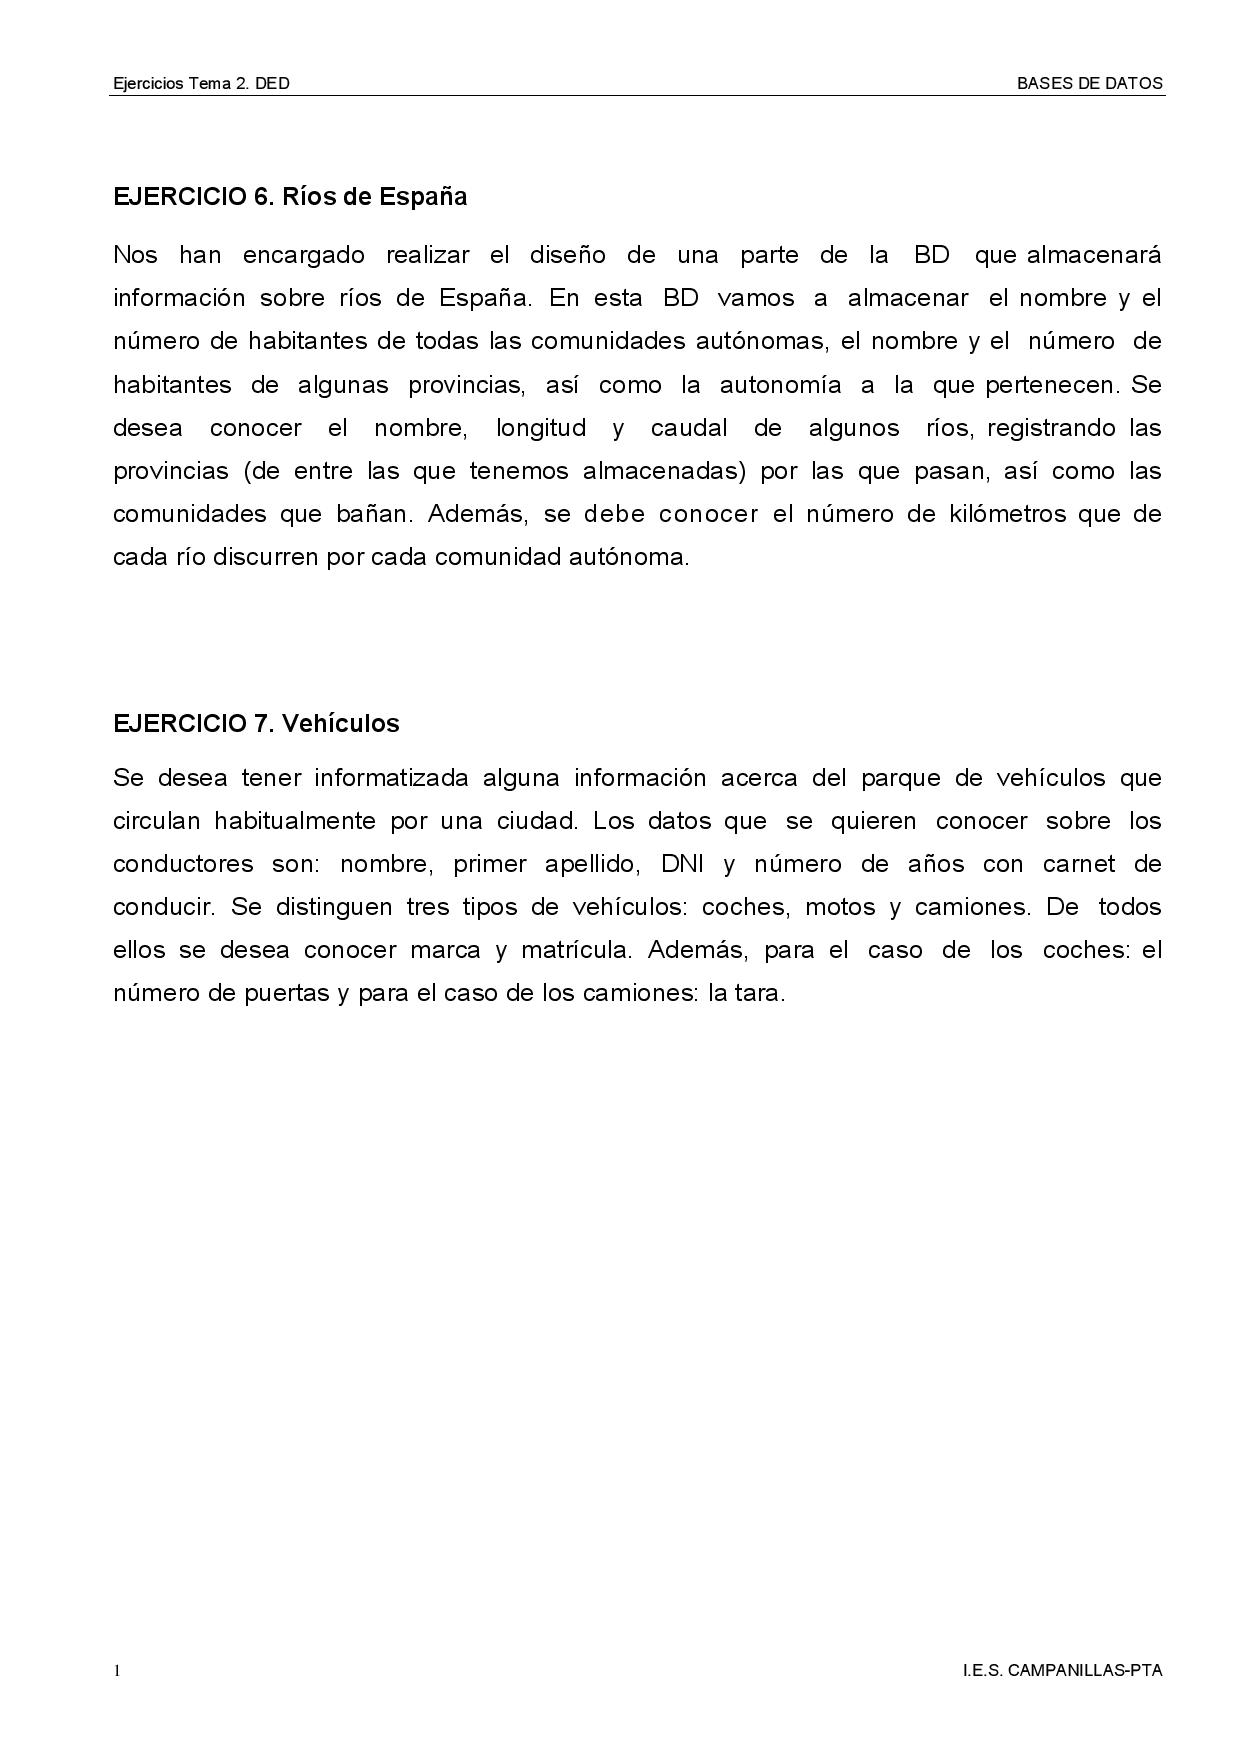 Ejercicios Tema 2. DED BASES DE DATOS
EJERCICIO 6. Ríos de España
Nos han encargado realizar el diseño de una parte de la BD que almacenará
información sobre ríos de España. En esta BD vamos a almacenar el nombre y el
número de habitantes de todas las comunidades autónomas, el nombre y el número de
habitantes de algunas provincias, así como la autonomía a la que pertenecen. Se
desea conocer el nombre, longitud y caudal de algunos ríos, registrando las
provincias (de entre las que tenemos almacenadas) por las que pasan, así como las
comunidades que bañan. Además, se debe conocer el número de kilómetros que de
cada río discurren por cada comunidad autónoma.
EJERCICIO 7. Vehículos
Se desea tener informatizada alguna información acerca del parque de vehículos que
circulan habitualmente por una ciudad. Los datos que se quieren conocer sobre los
conductores son: nombre, primer apellido, DNI y número de años con carnet de
conducir. Se distinguen tres tipos de vehículos: coches, motos y camiones. De todos
ellos se desea conocer marca y matrícula. Además, para el caso de los coches: el
número de puertas y para el caso de los camiones: la tara.
1 I.E.S. CAMPANILLAS-PTA